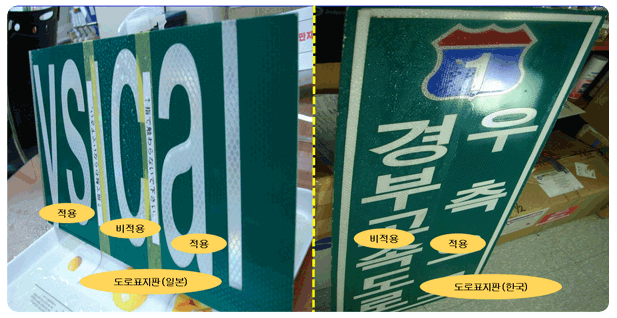 vsicia
적용
비적용
적용
도로표지판(일본)
1
우측
경부고속도로
비적용
적용
도로표지판(한국)